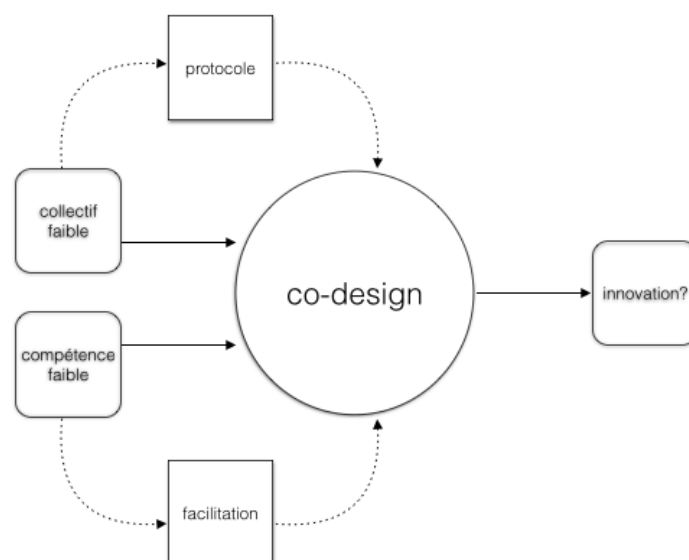 protocole
collectif
faible
co-design
innovation?
compétence
faible
facilitation